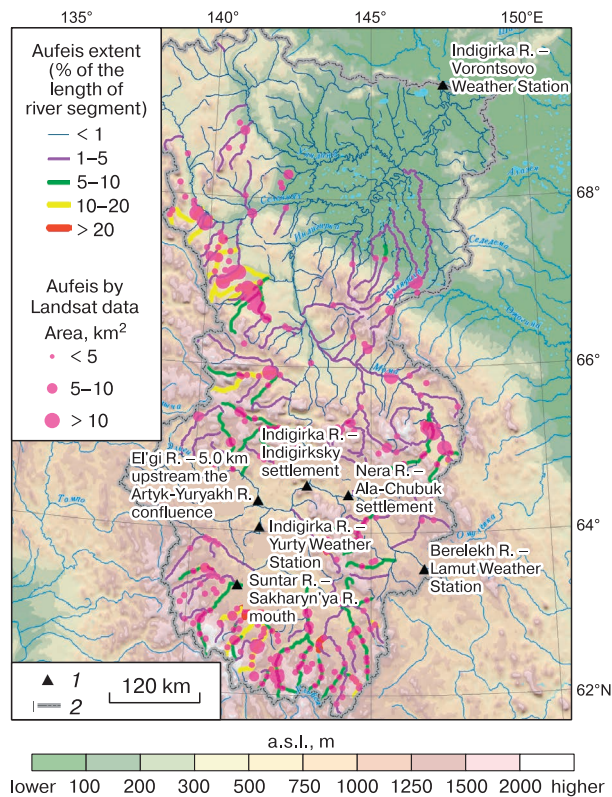 135°
140°
145°
150°E
Aufeis extent
(% of the
length of
river segment)
< 1
1–5
5–10
10–20
> 20
Aufeis by
Landsat data
Area, km²
< 5
5–10
> 10
Indigirka R. –
Vorontsovo
Weather Station
68°
66°
64°
62°N
Indigirka R. –
Indigirksky
settlement
El'gi R. – 5.0 km
upstream the
Artyk-Yuryakh R.
confluence
Nera R. –
Ala-Chubuk
settlement
Indigirka R. –
Yurty Weather
Station
Berelekh R. –
Lamut Weather
Station
Suntar R. –
Sakharyn'ya R.
mouth
1
2
120 km
a.s.l., m
lower 100 200 300 500 750 1000 1250 1500 2000 higher